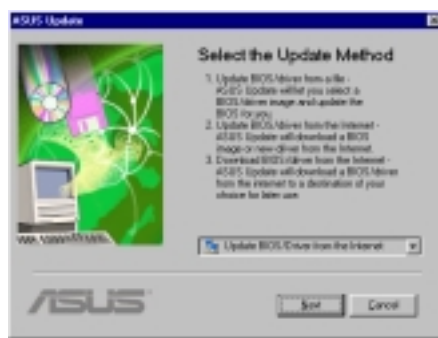 ASUS Update
Select the Update Method
1. Update BIOS/driver from a file -
ASUS Update will let you select a
BIOS/driver image and update the
BIOS for you.
2. Update BIOS/driver from the Internet -
ASUS Update will download a BIOS
image or new driver from the Internet.
3. Download BIOS/driver from the Internet -
ASUS Update will download a BIOS/driver
from the internet to a destination of your
choice for later use.
Update BIOS/Driver from the Internet
ASUS
Next
Cancel